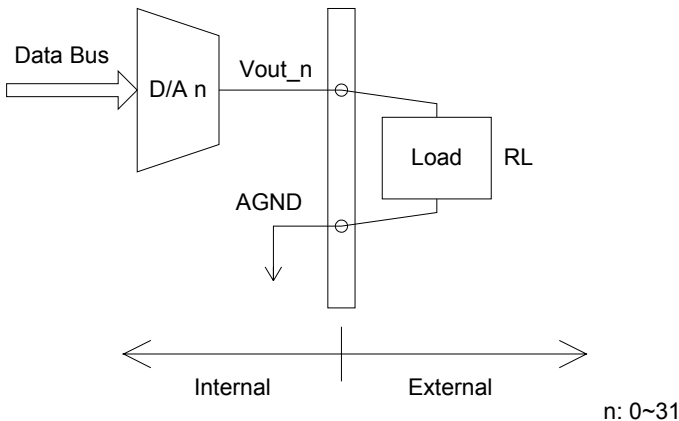 Data Bus
D/A n
Vout_n
Load
RL
AGND
Internal
External
n: 0~31